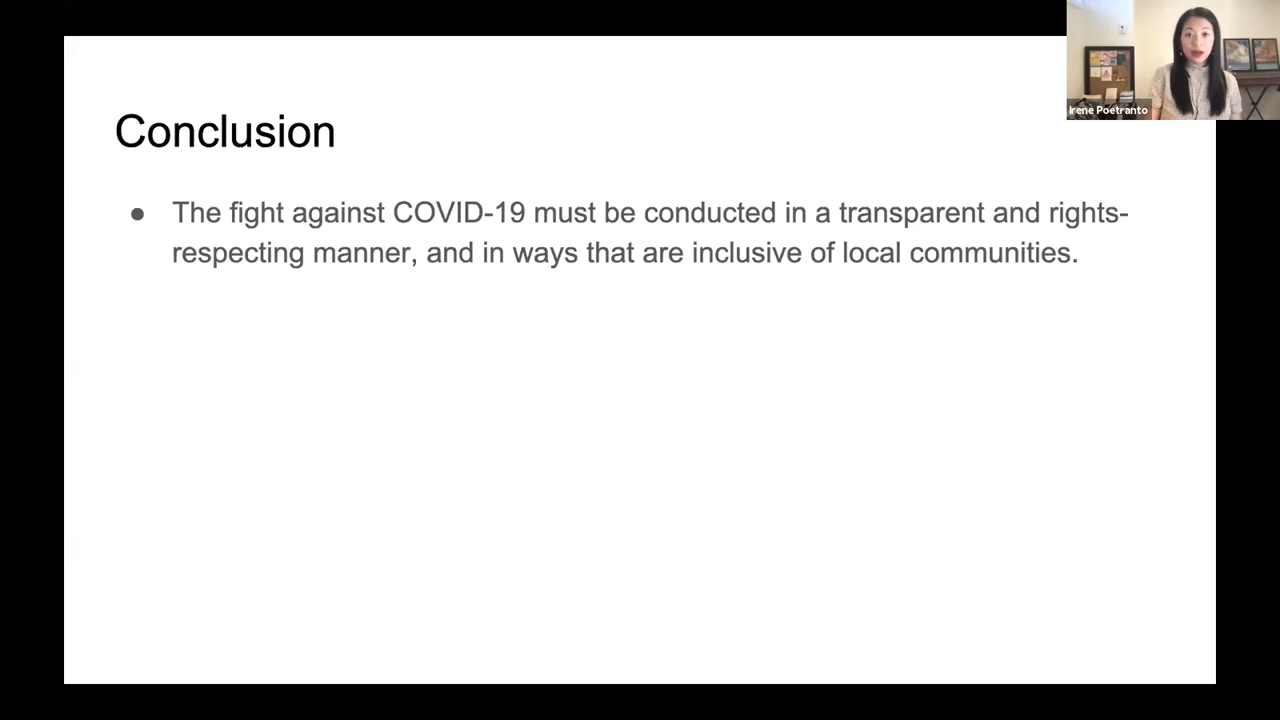 Irene Poetranto
Conclusion
● The fight against COVID-19 must be conducted in a transparent and rights-
respecting manner, and in ways that are inclusive of local communities.